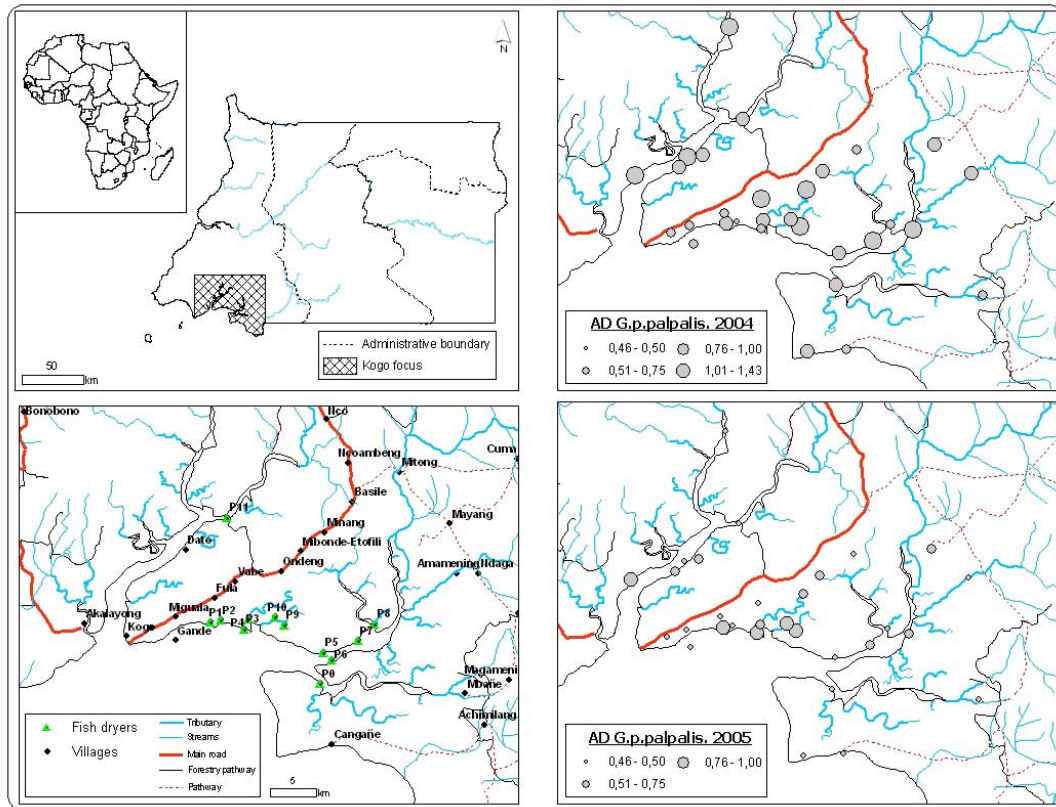 N
Administrative boundary
Kogo focus
50
km
AD G.p.palpalis. 2004
0,46 - 0,50
0,76 - 1,00
0,51 - 0,75
1,01 - 1,43
Bonobono
Ncoambeng
Mitong
Basile
P11
Minang
Mayang
Mbonde-Etofili
Dato
Ondeng
Amamening
Ndaga
Vabe
Fula
Akalayong
Miguala
P1
P2
P10
P8
Kogo
P4
P3
P9
Gande
P7
P5
P6
P0
Magameni
Mbañe
Achimilang
Cangañe
Fish dryers
Villages
Tributary
Streams
Main road
Forestry pathway
Pathway
5
km
AD G.p.palpalis. 2005
0,46 - 0,50
0,76 - 1,00
0,51 - 0,75